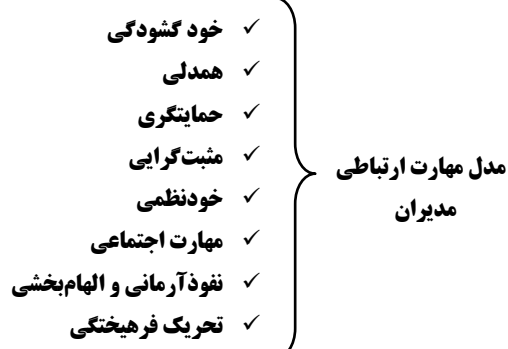 خود گشودگی
همدلی
حمایتگری
مثبت‌گرایی
خودنظمی
مهارت اجتماعی
نفوذآرمانی و الهام‌بخشی
تحریک فرهیختگی
مدل مهارت ارتباطی
مدیران